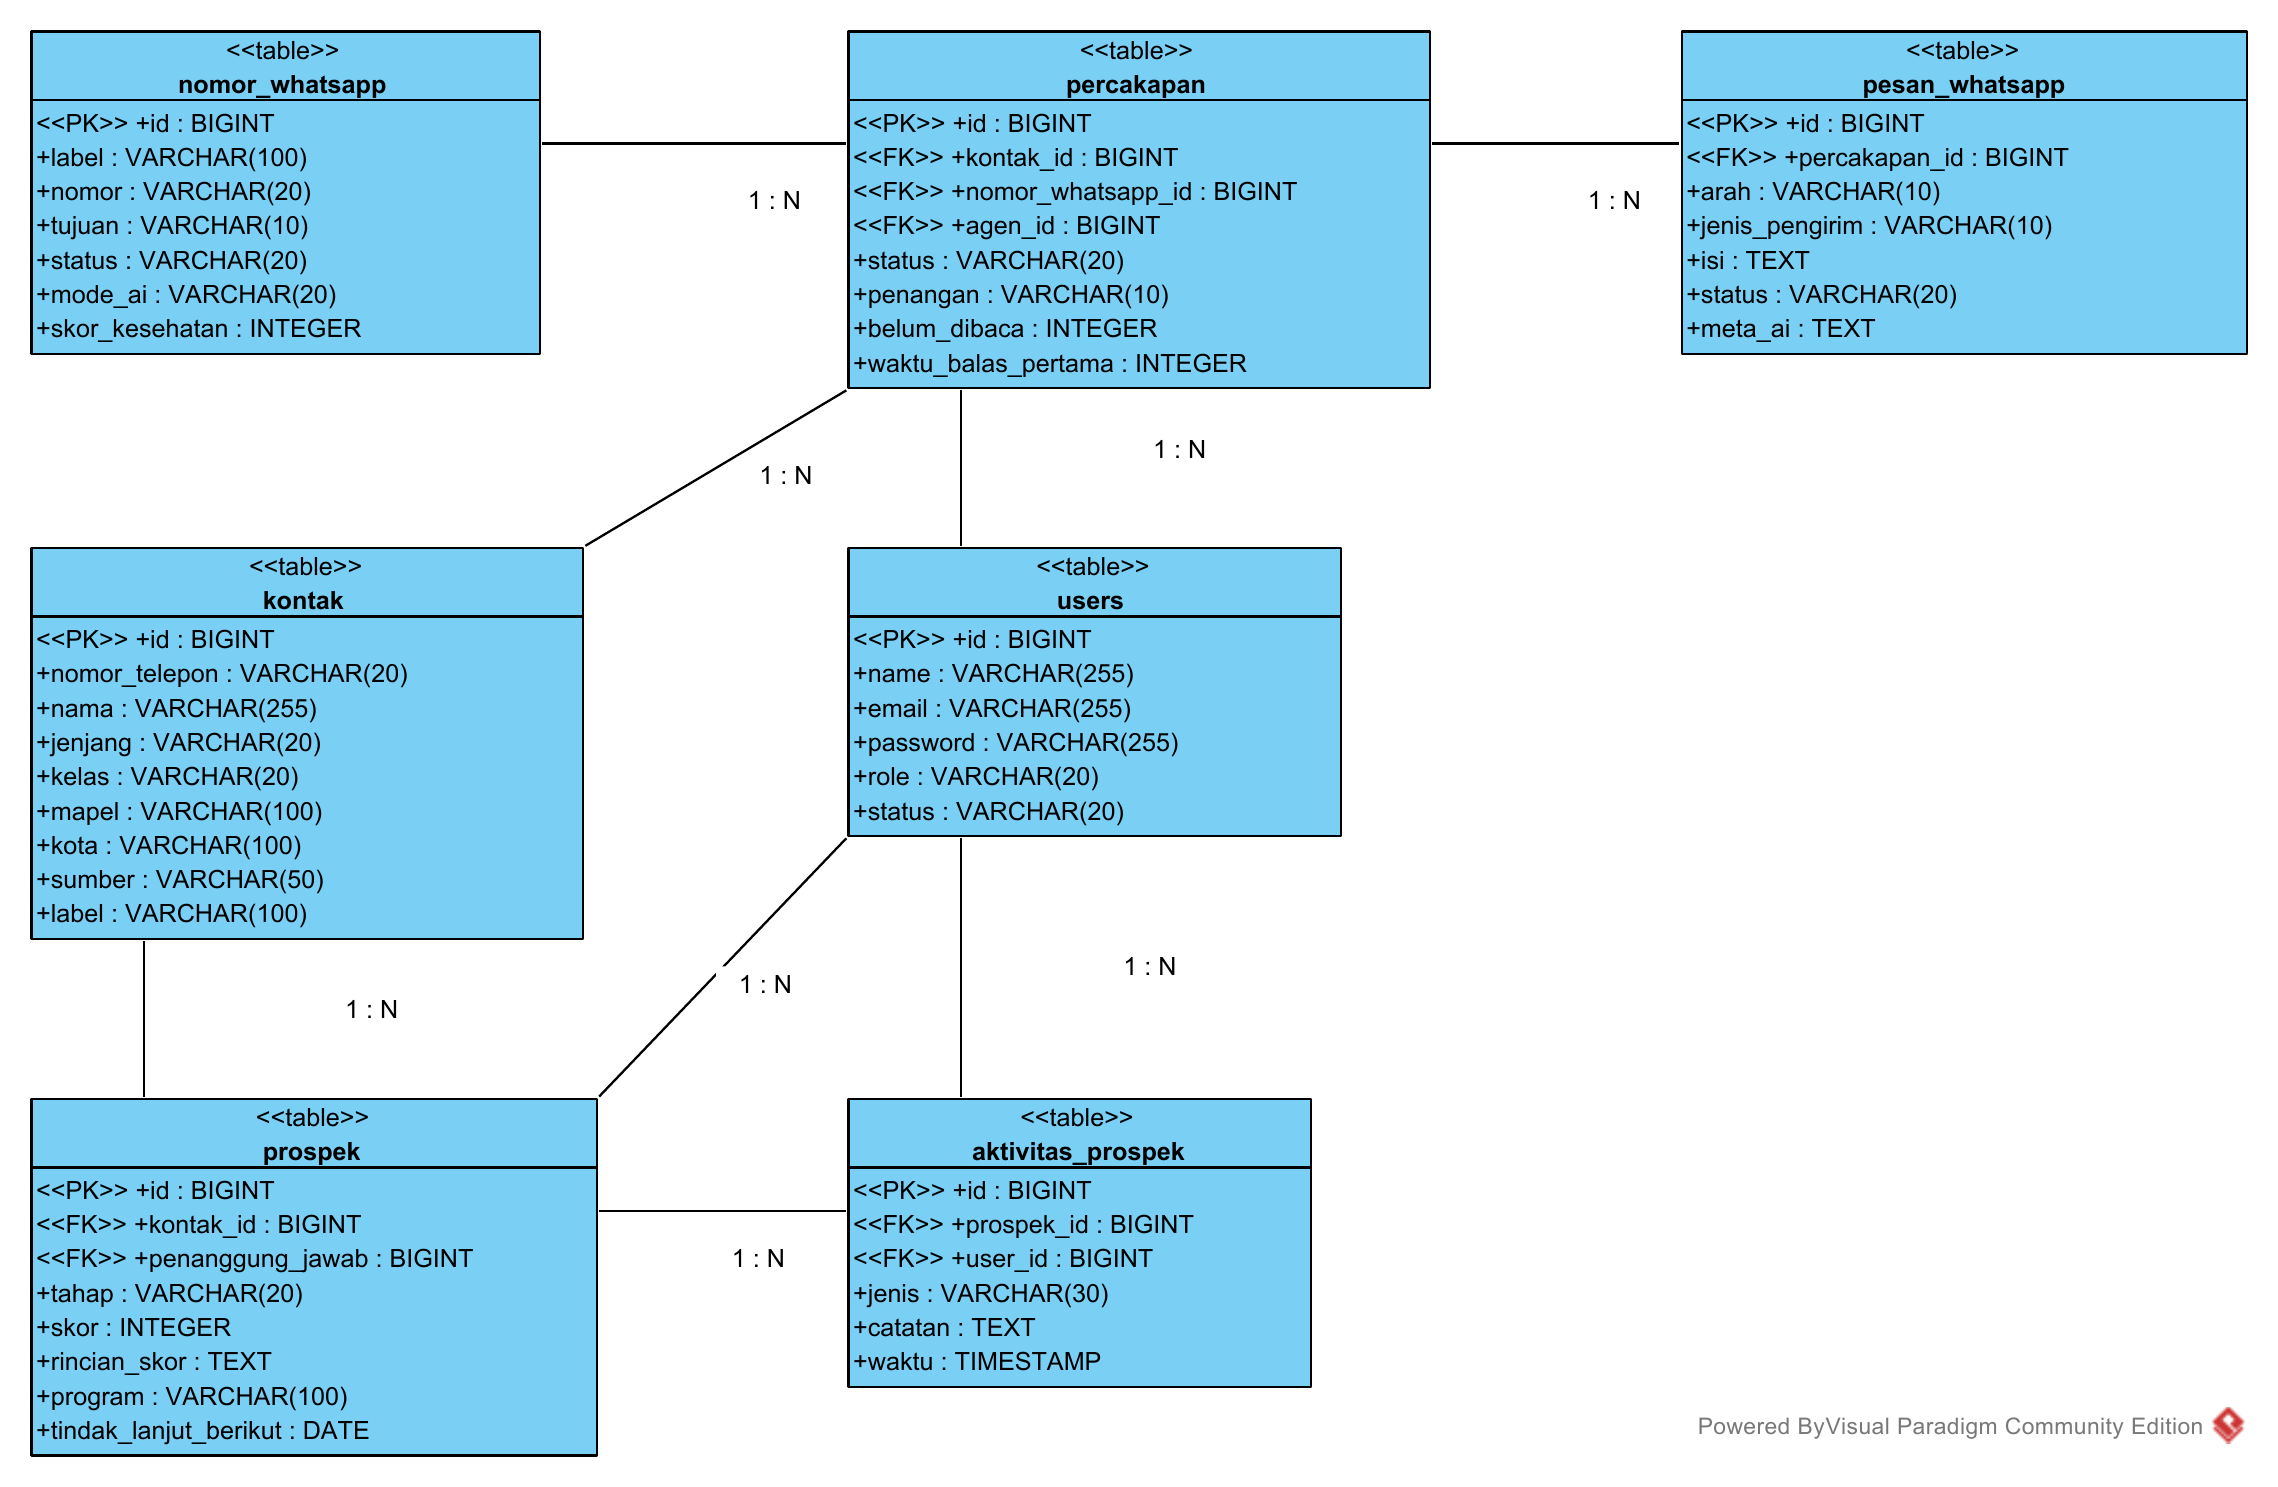 <<table>>
nomor_whatsapp
<<PK>> +id : BIGINT
+label : VARCHAR(100)
+nomor : VARCHAR(20)
+tujuan : VARCHAR(10)
+status : VARCHAR(20)
+mode_ai : VARCHAR(20)
+skor_kesehatan : INTEGER
1 : N
<<table>>
percakapan
<<PK>> +id : BIGINT
<<FK>> +kontak_id : BIGINT
<<FK>> +nomor_whatsapp_id : BIGINT
<<FK>> +agen_id : BIGINT
+status : VARCHAR(20)
+penangan : VARCHAR(10)
+belum_dibaca : INTEGER
+waktu_balas_pertama : INTEGER
1 : N
<<table>>
pesan_whatsapp
<<PK>> +id : BIGINT
<<FK>> +percakapan_id : BIGINT
+arah : VARCHAR(10)
+jenis_pengirim : VARCHAR(10)
+isi : TEXT
+status : VARCHAR(20)
+meta_ai : TEXT
1 : N
1 : N
<<table>>
kontak
<<PK>> +id : BIGINT
+nomor_telepon : VARCHAR(20)
+nama : VARCHAR(255)
+jenjang : VARCHAR(20)
+kelas : VARCHAR(20)
+mapel : VARCHAR(100)
+kota : VARCHAR(100)
+sumber : VARCHAR(50)
+label : VARCHAR(100)
<<table>>
users
<<PK>> +id : BIGINT
+name : VARCHAR(255)
+email : VARCHAR(255)
+password : VARCHAR(255)
+role : VARCHAR(20)
+status : VARCHAR(20)
1 : N
1 : N
1 : N
<<table>>
prospek
<<PK>> +id : BIGINT
<<FK>> +kontak_id : BIGINT
<<FK>> +penanggung_jawab : BIGINT
+tahap : VARCHAR(20)
+skor : INTEGER
+rincian_skor : TEXT
+program : VARCHAR(100)
+tindak_lanjut_berikut : DATE
1 : N
<<table>>
aktivitas_prospek
<<PK>> +id : BIGINT
<<FK>> +prospek_id : BIGINT
<<FK>> +user_id : BIGINT
+jenis : VARCHAR(30)
+catatan : TEXT
+waktu : TIMESTAMP
Powered ByVisual Paradigm Community Edition